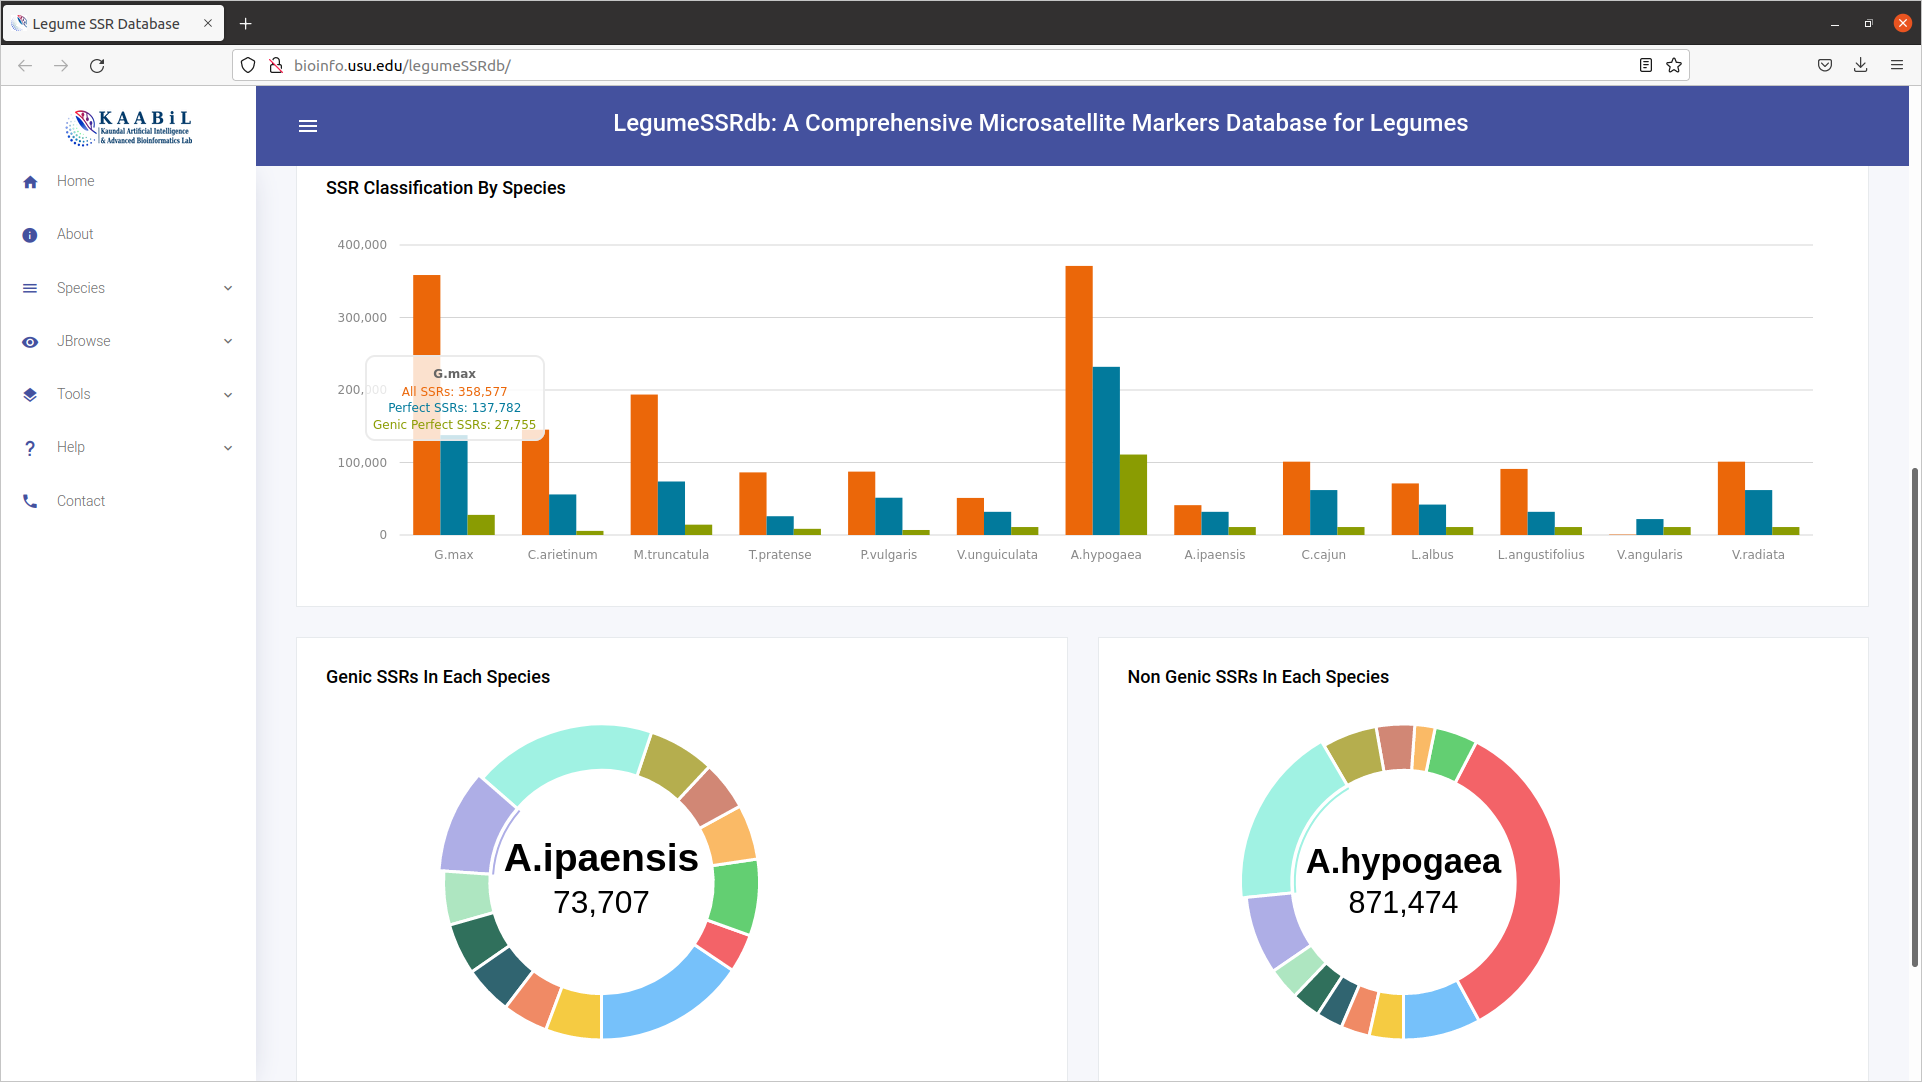 Legume SSR Database
bioinfo.usu.edu/legumeSSRdb/
KAABiL
Kaundal Artificial Intelligence
& Advanced Bioinformatics Lab
LegumeSSRdb: A Comprehensive Microsatellite Markers Database for Legumes
Home
About
Species
JBrowse
Tools
Help
Contact
SSR Classification By Species
400,000
300,000
200,000
100,000
0
G.max
All SSRs: 358,577
Perfect SSRs: 137,782
Genic Perfect SSRs: 27,755
G.max C.arietinum M.truncatula T.pratense P.vulgaris V.unguiculata A.hypogaea A.ipaensis C.cajun L.albus L.angustifolius V.angularis V.radiata
Genic SSRs In Each Species
A.ipaensis
73,707
Non Genic SSRs In Each Species
A.hypogaea
871,474